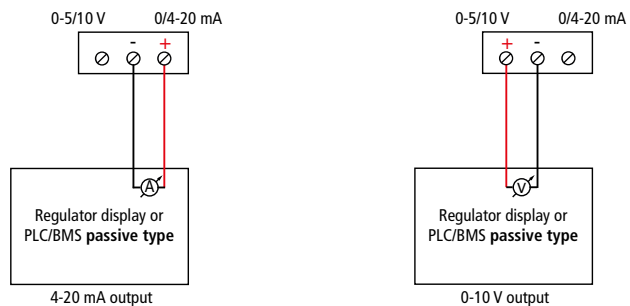 0-5/10 V 0/4-20 mA
- +
A
Regulator display or
PLC/BMS passive type
4-20 mA output
0-5/10 V 0/4-20 mA
+ -
V
Regulator display or
PLC/BMS passive type
0-10 V output